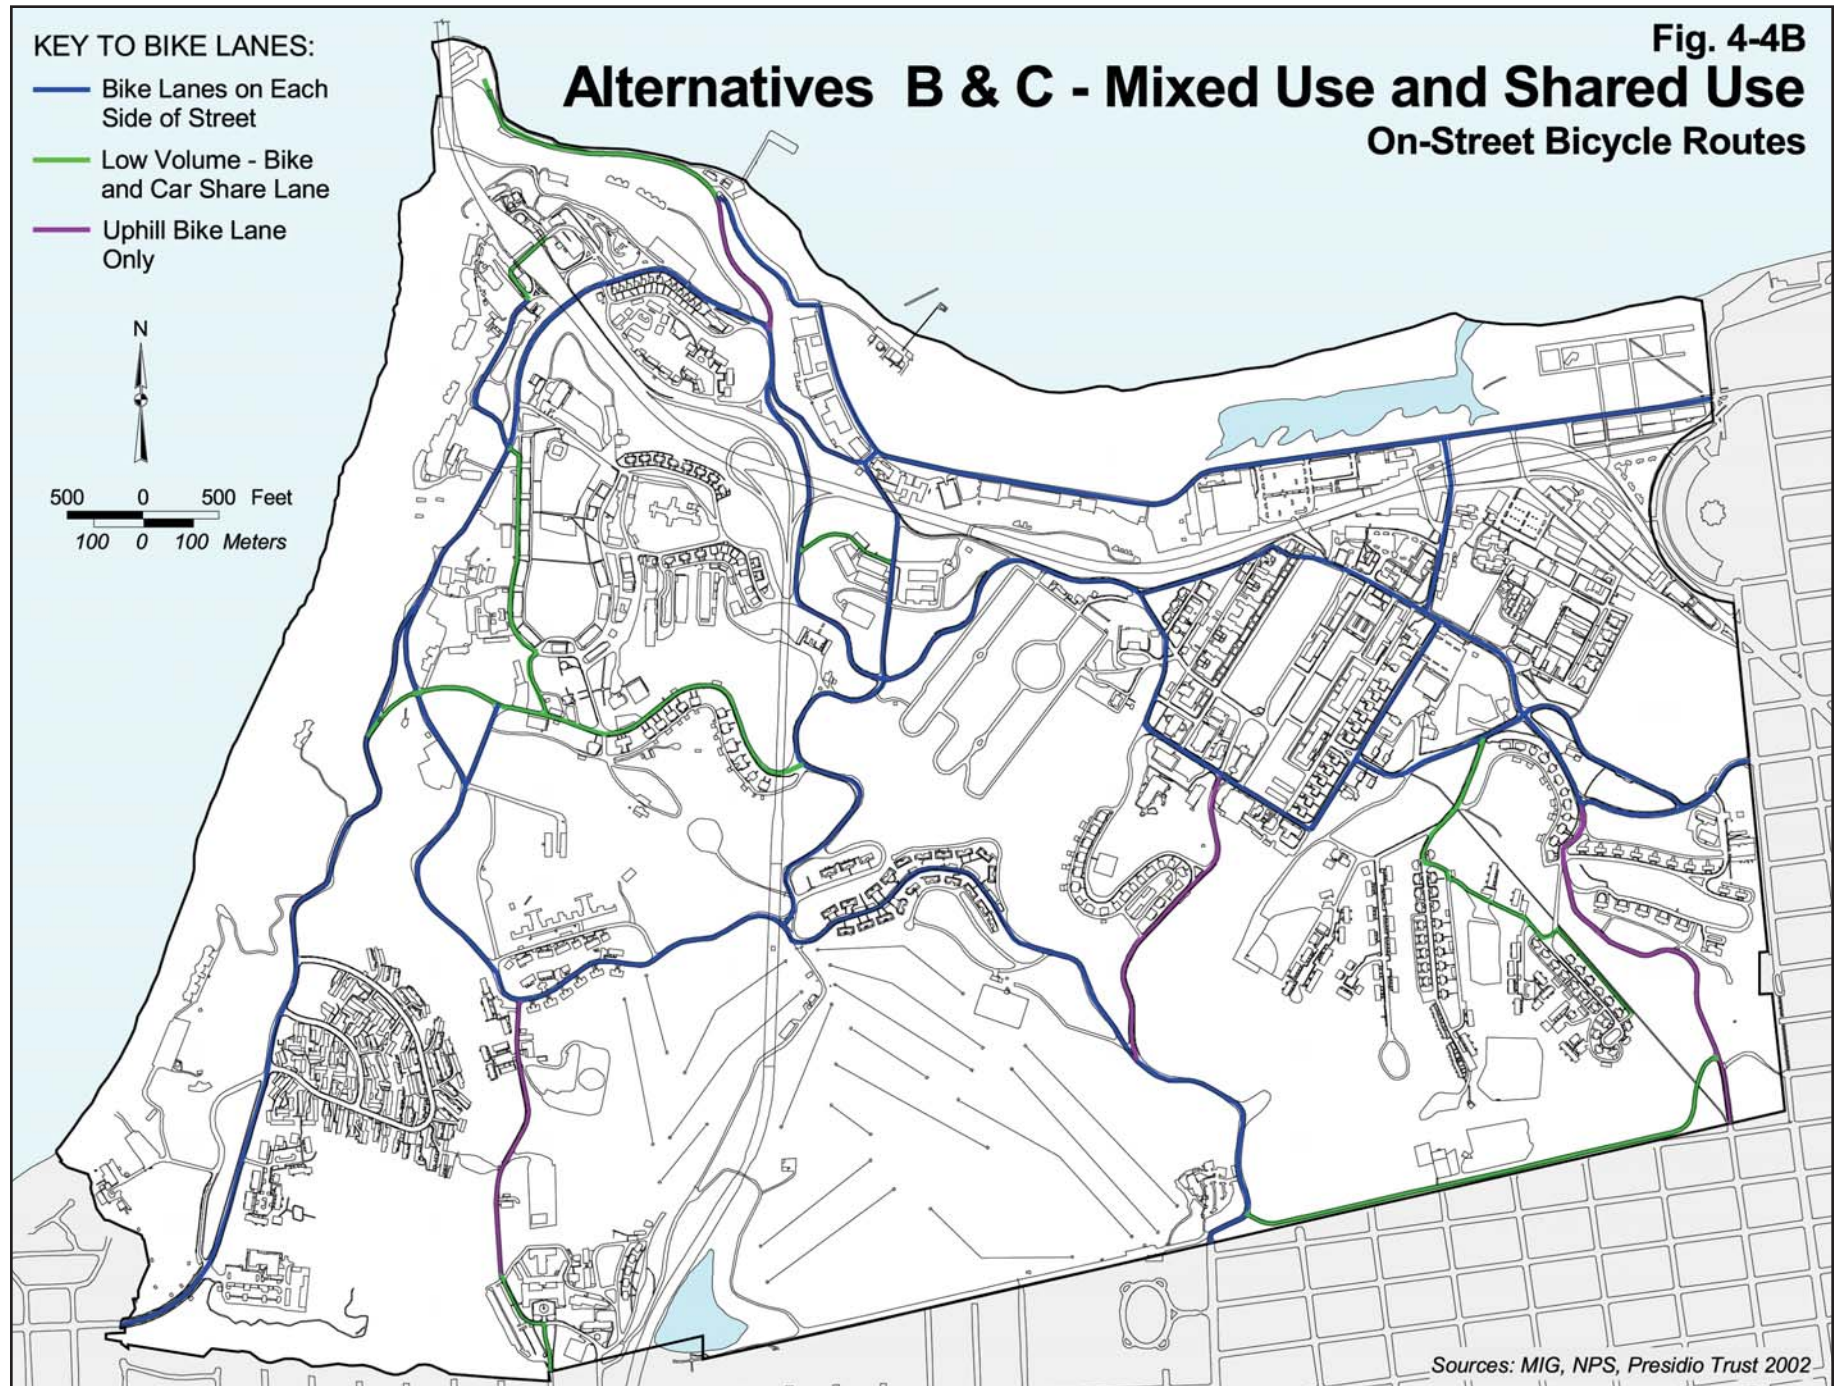 KEY TO BIKE LANES:
Bike Lanes on Each
Side of Street
Low Volume - Bike
and Car Share Lane
Uphill Bike Lane
Only
Fig. 4-4B
Alternatives B & C - Mixed Use and Shared Use
On-Street Bicycle Routes
N
500 0 500 Feet
100 0 100 Meters
Sources: MIG, NPS, Presidio Trust 2002